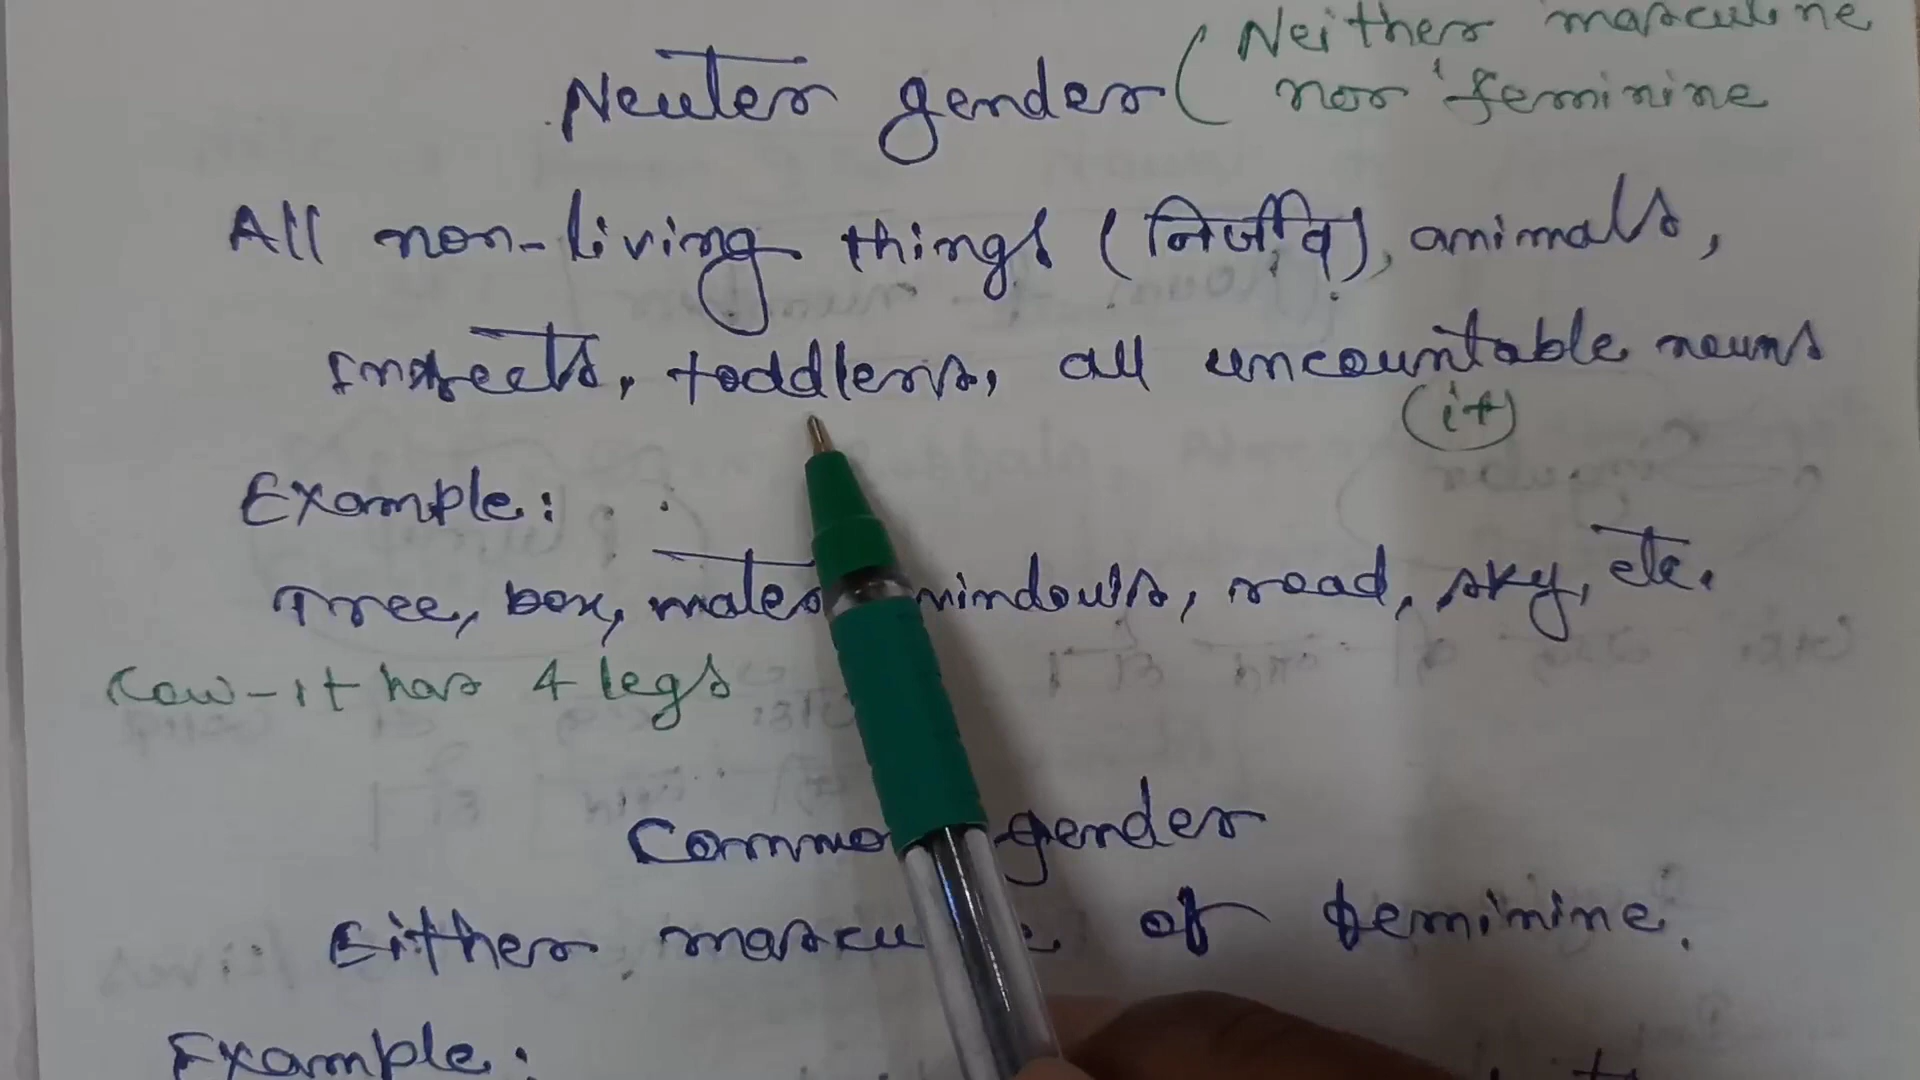 Neuter gender (Neither masculine
nor feminine
All non-living things (निर्जीव), animals,
Insects, toddlers, all uncountable nouns
(it)
Example:
Tree, box, water windows, road, sky, etc.
Cow - it has 4 legs
Common gender
Either of feminine.
Example: